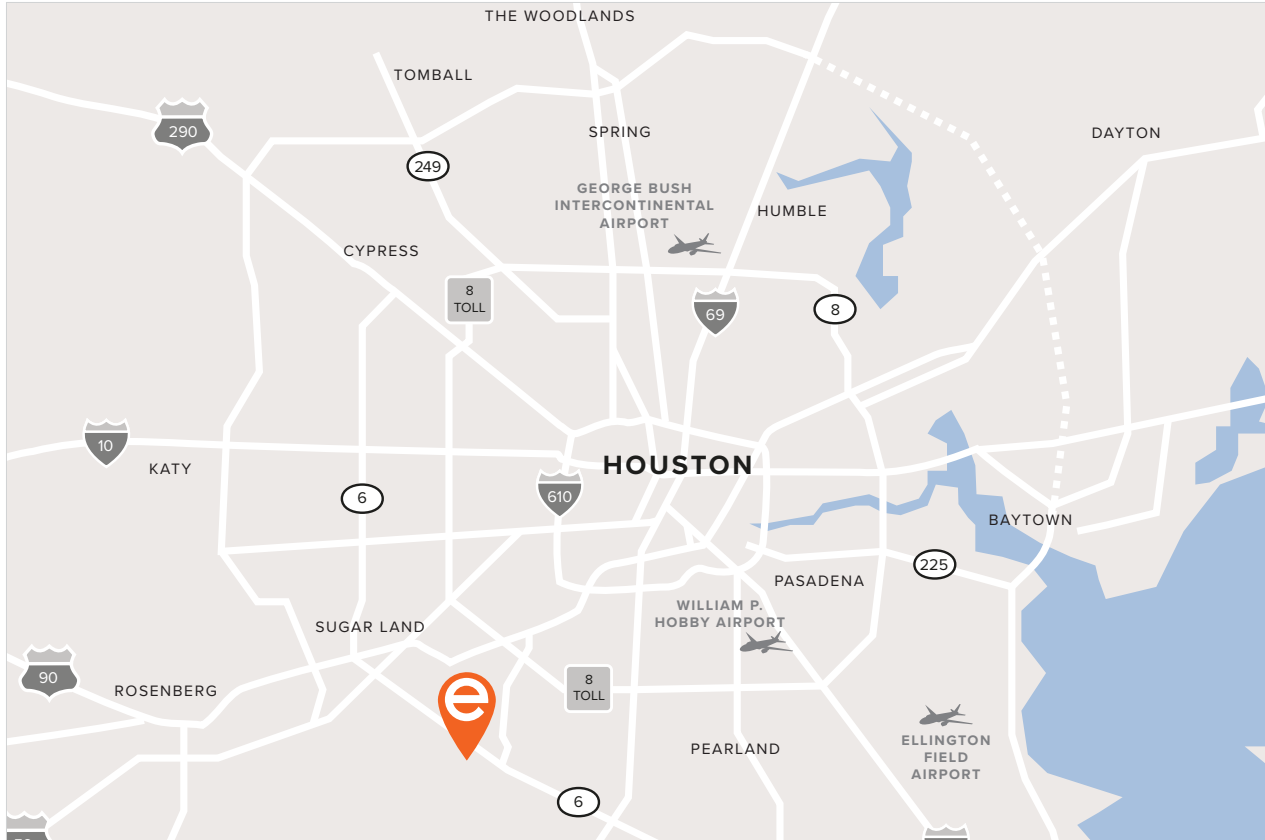 THE WOODLANDS
TOMBALL
290
SPRING
DAYTON
249
GEORGE BUSH
INTERCONTINENTAL
AIRPORT
HUMBLE
CYPRESS
8
TOLL
69
8
10
KATY
HOUSTON
6
610
BAYTOWN
225
PASADENA
WILLIAM P.
HOBBY AIRPORT
SUGAR LAND
90
ROSENBERG
8
TOLL
e
PEARLAND
ELLINGTON
FIELD
AIRPORT
6